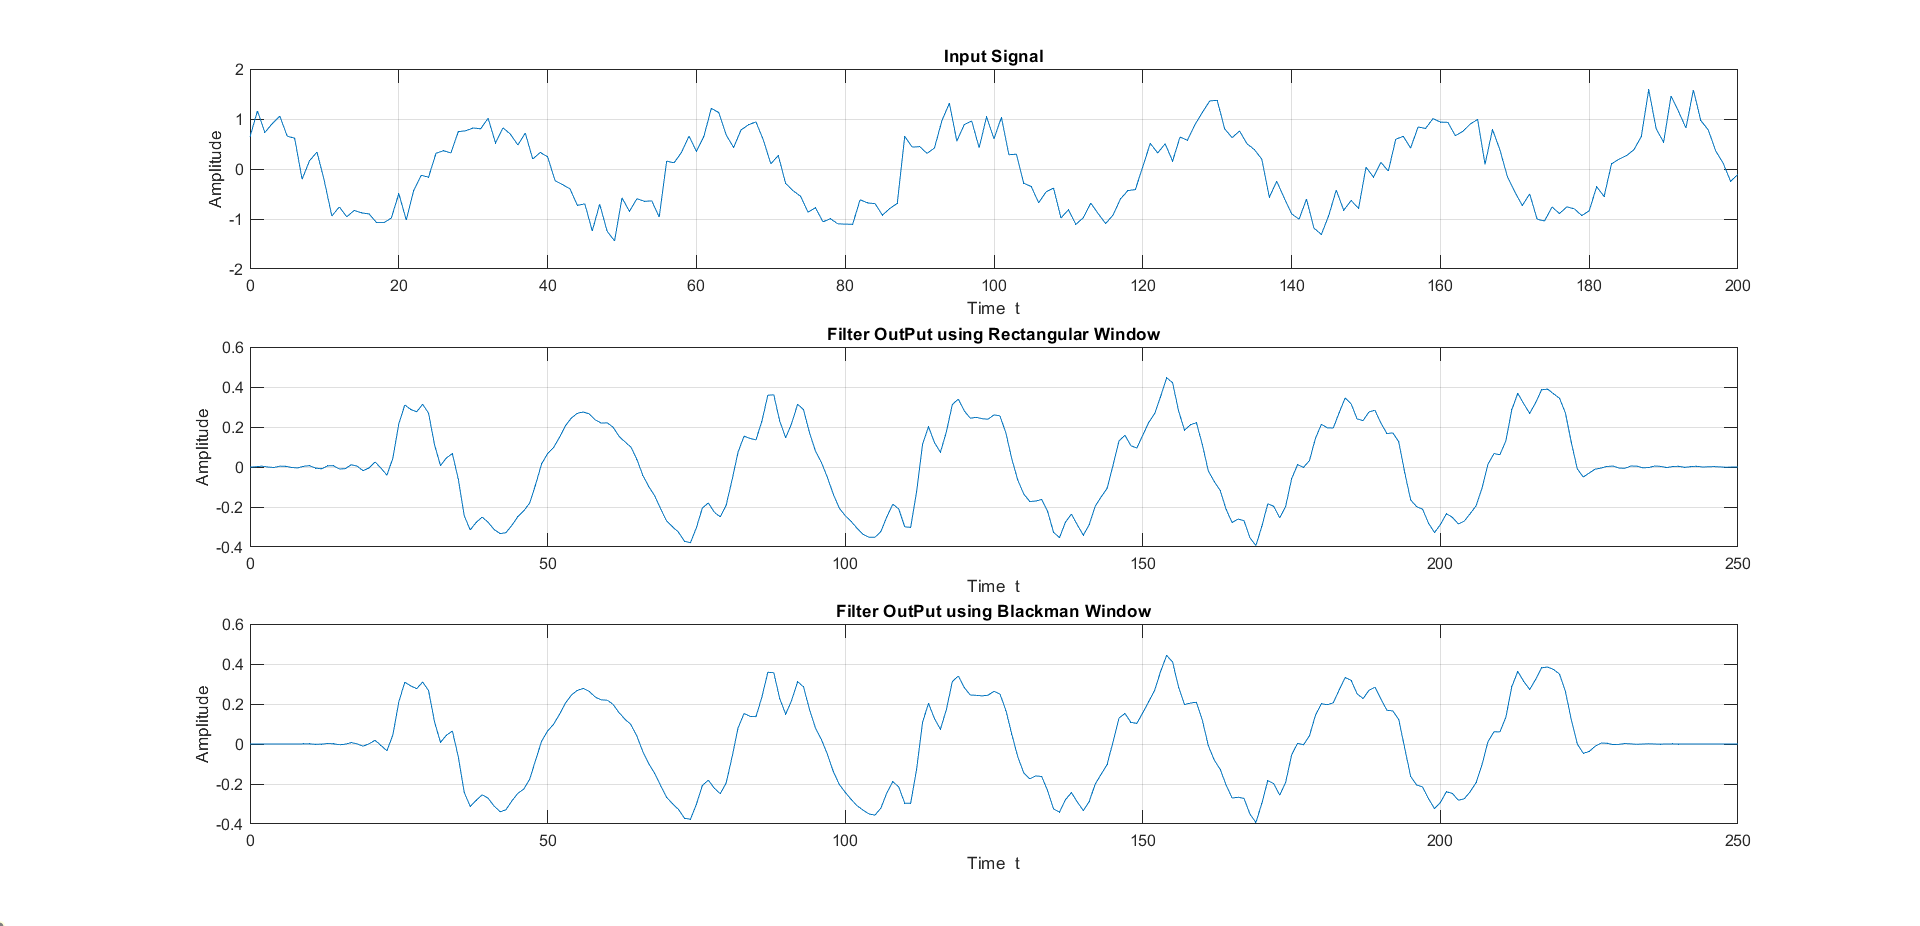 Input Signal
2
1
0
-1
-2
Amplitude
0 20 40 60 80 100 120 140 160 180 200
Time t
Filter OutPut using Rectangular Window
0.6
0.4
0.2
0
-0.2
-0.4
Amplitude
0 50 100 150 200 250
Time t
Filter OutPut using Blackman Window
0.6
0.4
0.2
0
-0.2
-0.4
Amplitude
0 50 100 150 200 250
Time t